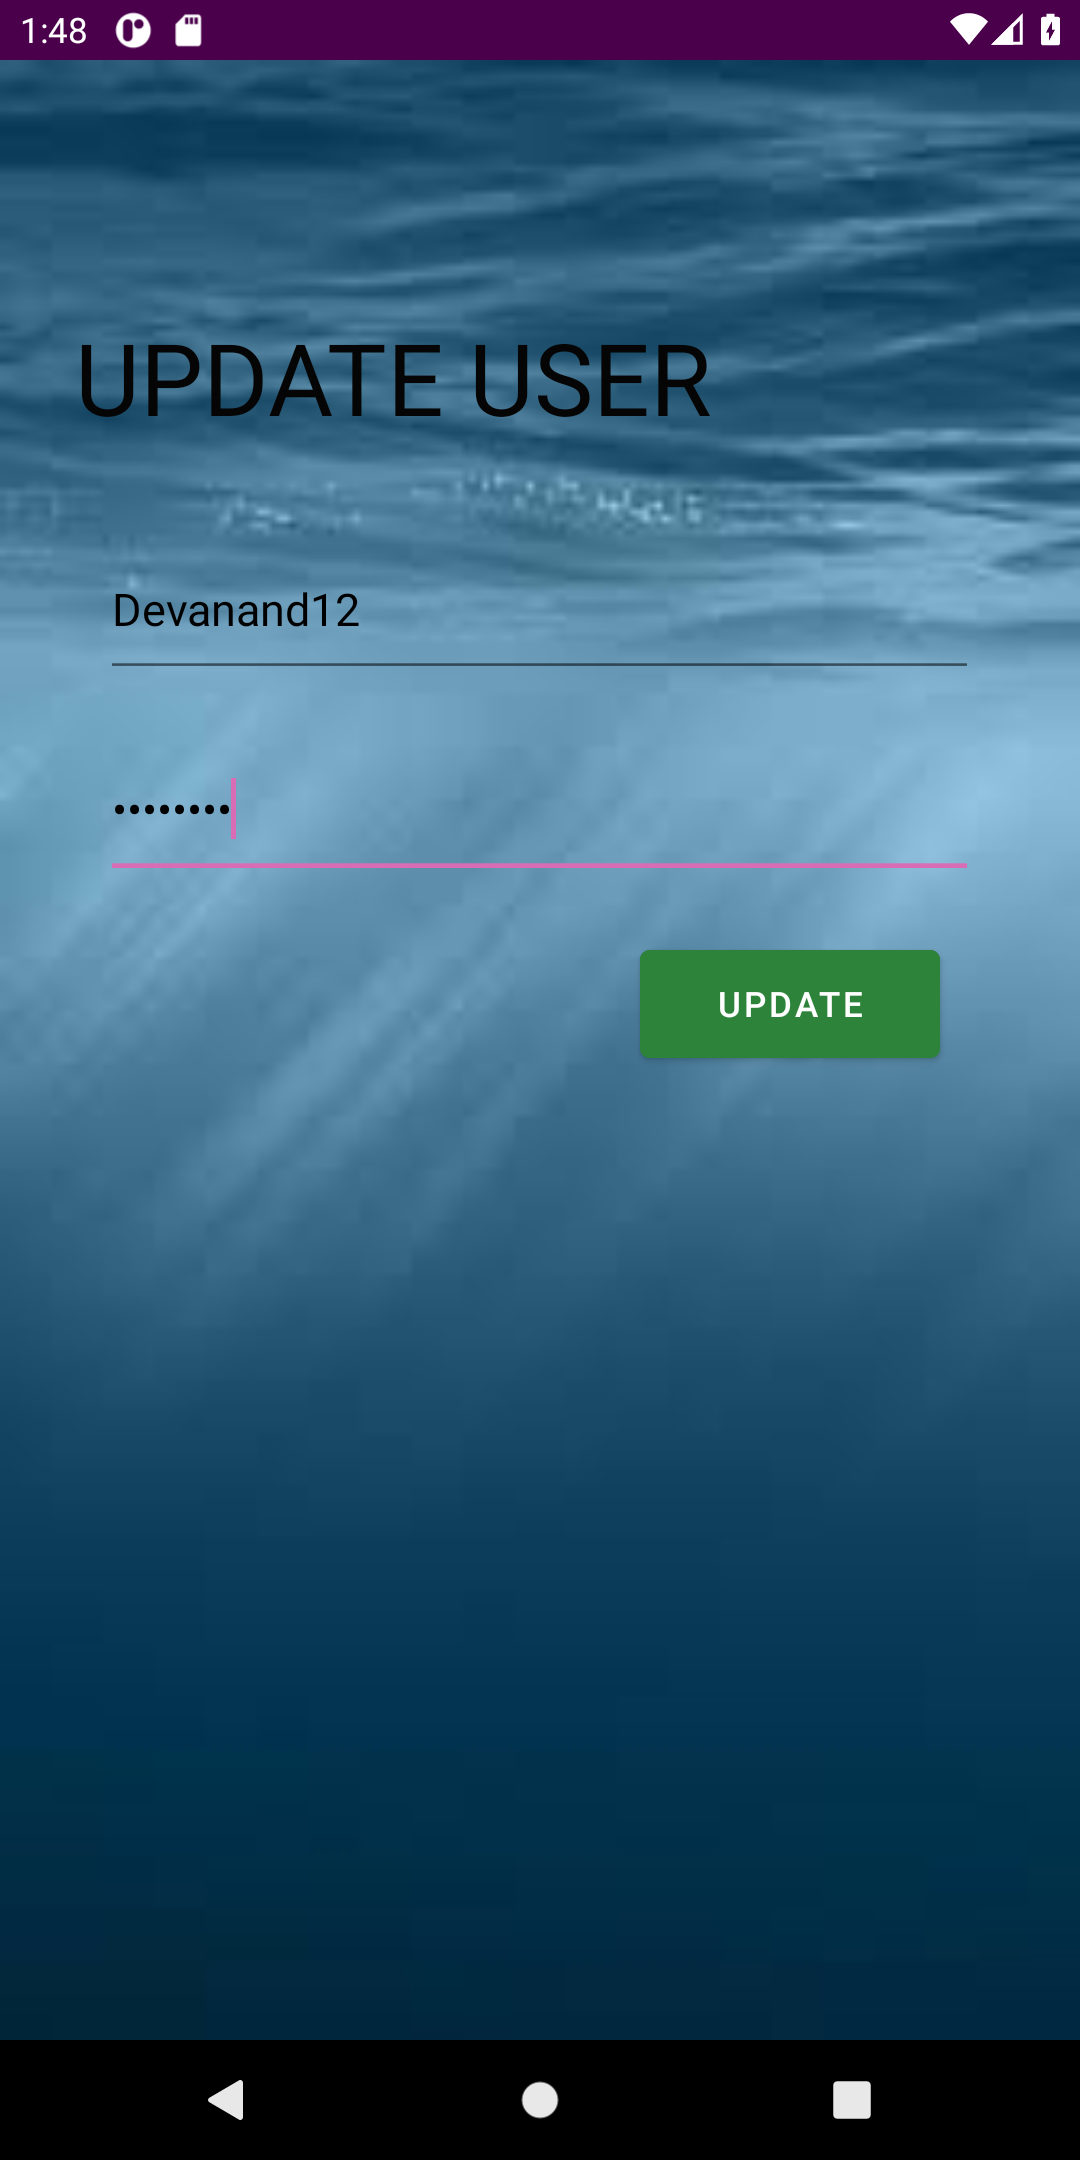 1:48
UPDATE USER
Devanand12
••••••••
UPDATE